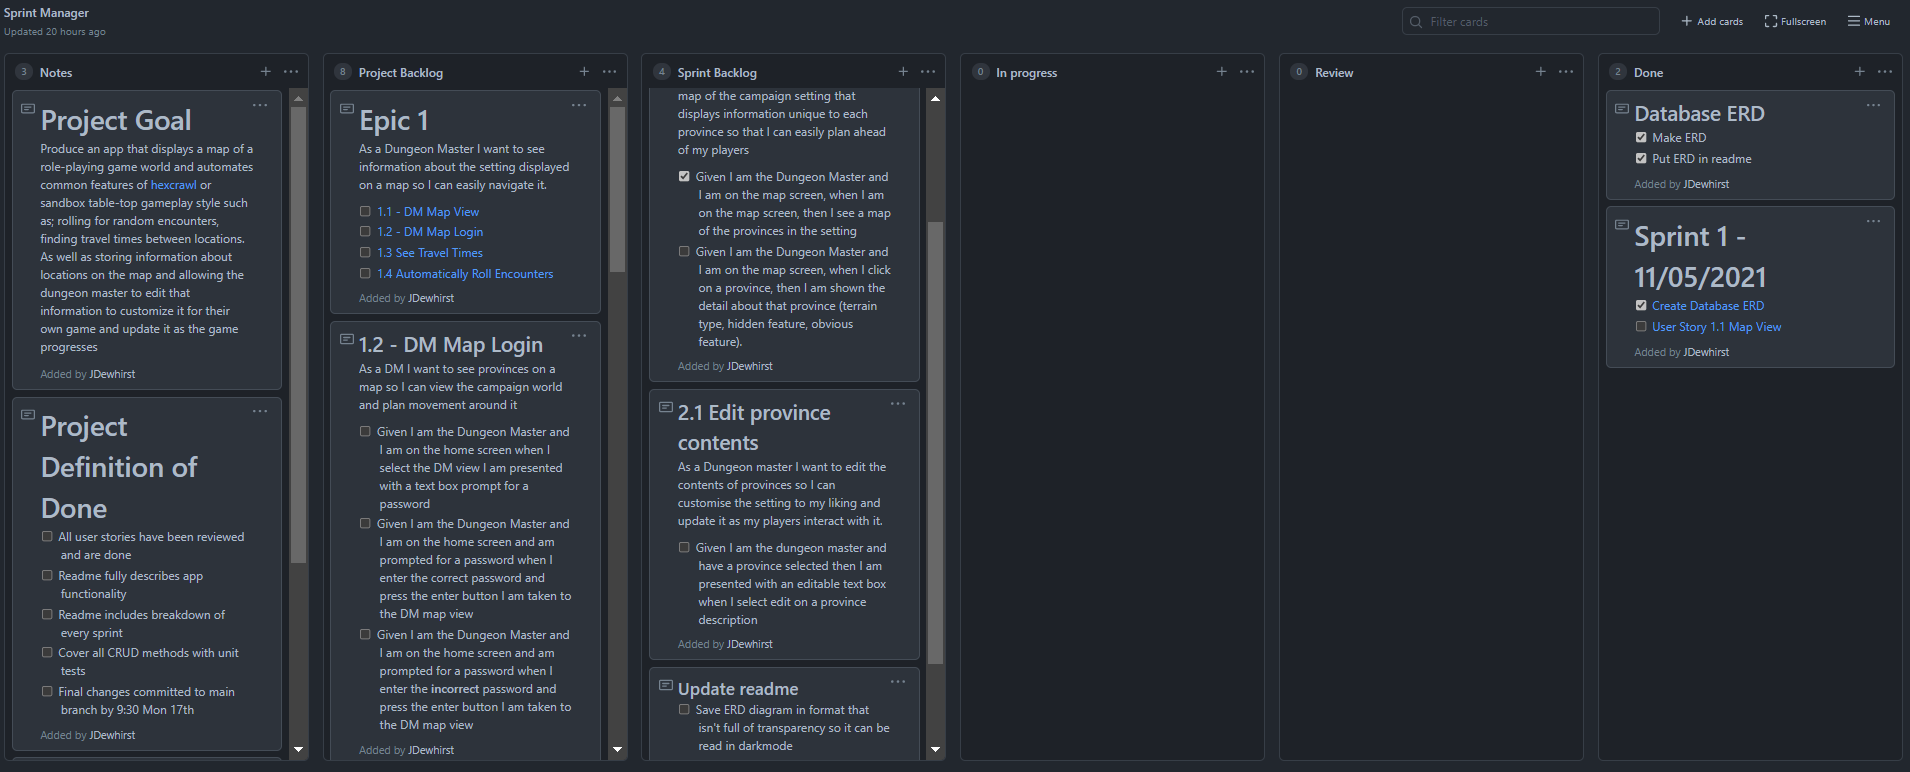 Sprint Manager
Updated 20 hours ago
Filter cards
Add cards
Fullscreen
Menu
3 Notes
Project Goal
Produce an app that displays a map of a
role-playing game world and automates
common features of hexcrawl or
sandbox table-top gameplay style such
as; rolling for random encounters,
finding travel times between locations.
As well as storing information about
locations on the map and allowing the
dungeon master to edit that
information to customize it for their
own game and update it as the game
progresses
Added by JDewhirst
Project
Definition of
Done
All user stories have been reviewed
and are done
Readme fully describes app
functionality
Readme includes breakdown of
every sprint
Cover all CRUD methods with unit
tests
Final changes committed to main
branch by 9:30 Mon 17th
Added by JDewhirst
8 Project Backlog
Epic 1
As a Dungeon Master I want to see
information about the setting displayed
on a map so I can easily navigate it.
1.1 - DM Map View
1.2 - DM Map Login
1.3 See Travel Times
1.4 Automatically Roll Encounters
Added by JDewhirst
1.2 - DM Map Login
As a DM I want to see provinces on a
map so I can view the campaign world
and plan movement around it
Given I am the Dungeon Master and
I am on the home screen when I
select the DM view I am presented
with a text box prompt for a
password
Given I am the Dungeon Master and
I am on the home screen and am
prompted for a password when I
enter the correct password and
press the enter button I am taken to
the DM map view
Given I am the Dungeon Master and
I am on the home screen and am
prompted for a password when I
enter the incorrect password and
press the enter button I am taken to
the DM map view
Added by JDewhirst
4 Sprint Backlog
map of the campaign setting that
displays information unique to each
province so that I can easily plan ahead
of my players
Given I am the Dungeon Master and
I am on the map screen, when I am
on the map screen, then I see a map
of the provinces in the setting
Given I am the Dungeon Master and
I am on the map screen, when I click
on a province, then I am shown the
detail about that province (terrain
type, hidden feature, obvious
feature).
Added by JDewhirst
2.1 Edit province
contents
As a Dungeon master I want to edit the
contents of provinces so I can
customise the setting to my liking and
update it as my players interact with it.
Given I am the dungeon master and
have a province selected then I am
presented with an editable text box
when I select edit on a province
description
Added by JDewhirst
Update readme
Save ERD diagram in format that
isn't full of transparency so it can be
read in darkmode
0 In progress
0 Review
2 Done
Database ERD
Make ERD
Put ERD in readme
Added by JDewhirst
Sprint 1 -
11/05/2021
Create Database ERD
User Story 1.1 Map View
Added by JDewhirst